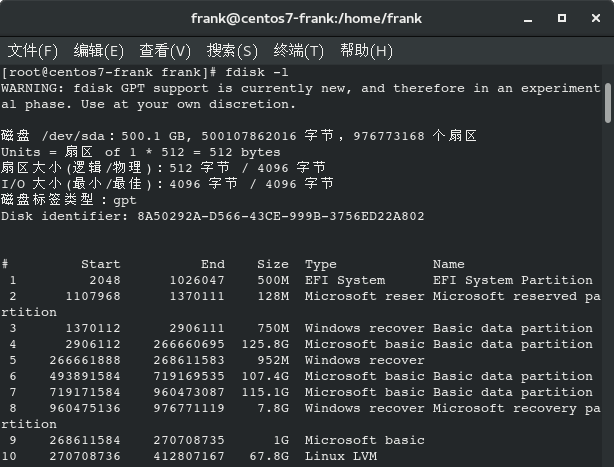 frank@centos7-frank:/home/frank
文件(F) 编辑(E) 查看(V) 搜索(S) 终端(T) 帮助(H)
[root@centos7-frank frank]# fdisk -l
WARNING: fdisk GPT support is currently new, and therefore in an experiment
al phase. Use at your own discretion.
磁盘 /dev/sda：500.1 GB, 500107862016 字节，976773168 个扇区
Units = 扇区 of 1 * 512 = 512 bytes
扇区大小(逻辑/物理)：512 字节 / 4096 字节
I/O 大小(最小/最佳)：4096 字节 / 4096 字节
磁盘标签类型：gpt
Disk identifier: 8A50292A-D566-43CE-999B-3756ED22A802
#         Start          End    Size  Type            Name
 1         2048      1026047    500M  EFI System      EFI System Partition
 2      1107968      1370111    128M  Microsoft reser Microsoft reserved pa
rtition
 3      1370112      2906111    750M  Windows recover Basic data partition
 4      2906112    266660695  125.8G  Microsoft basic Basic data partition
 5    266661888    268611583    952M  Windows recover
 6    493891584    719169535  107.4G  Microsoft basic Basic data partition
 7    719171584    960473087  115.1G  Microsoft basic Basic data partition
 8    960475136    976771119    7.8G  Windows recover Microsoft recovery pa
rtition
 9    268611584    270708735      1G  Microsoft basic
10    270708736    412807167   67.8G  Linux LVM